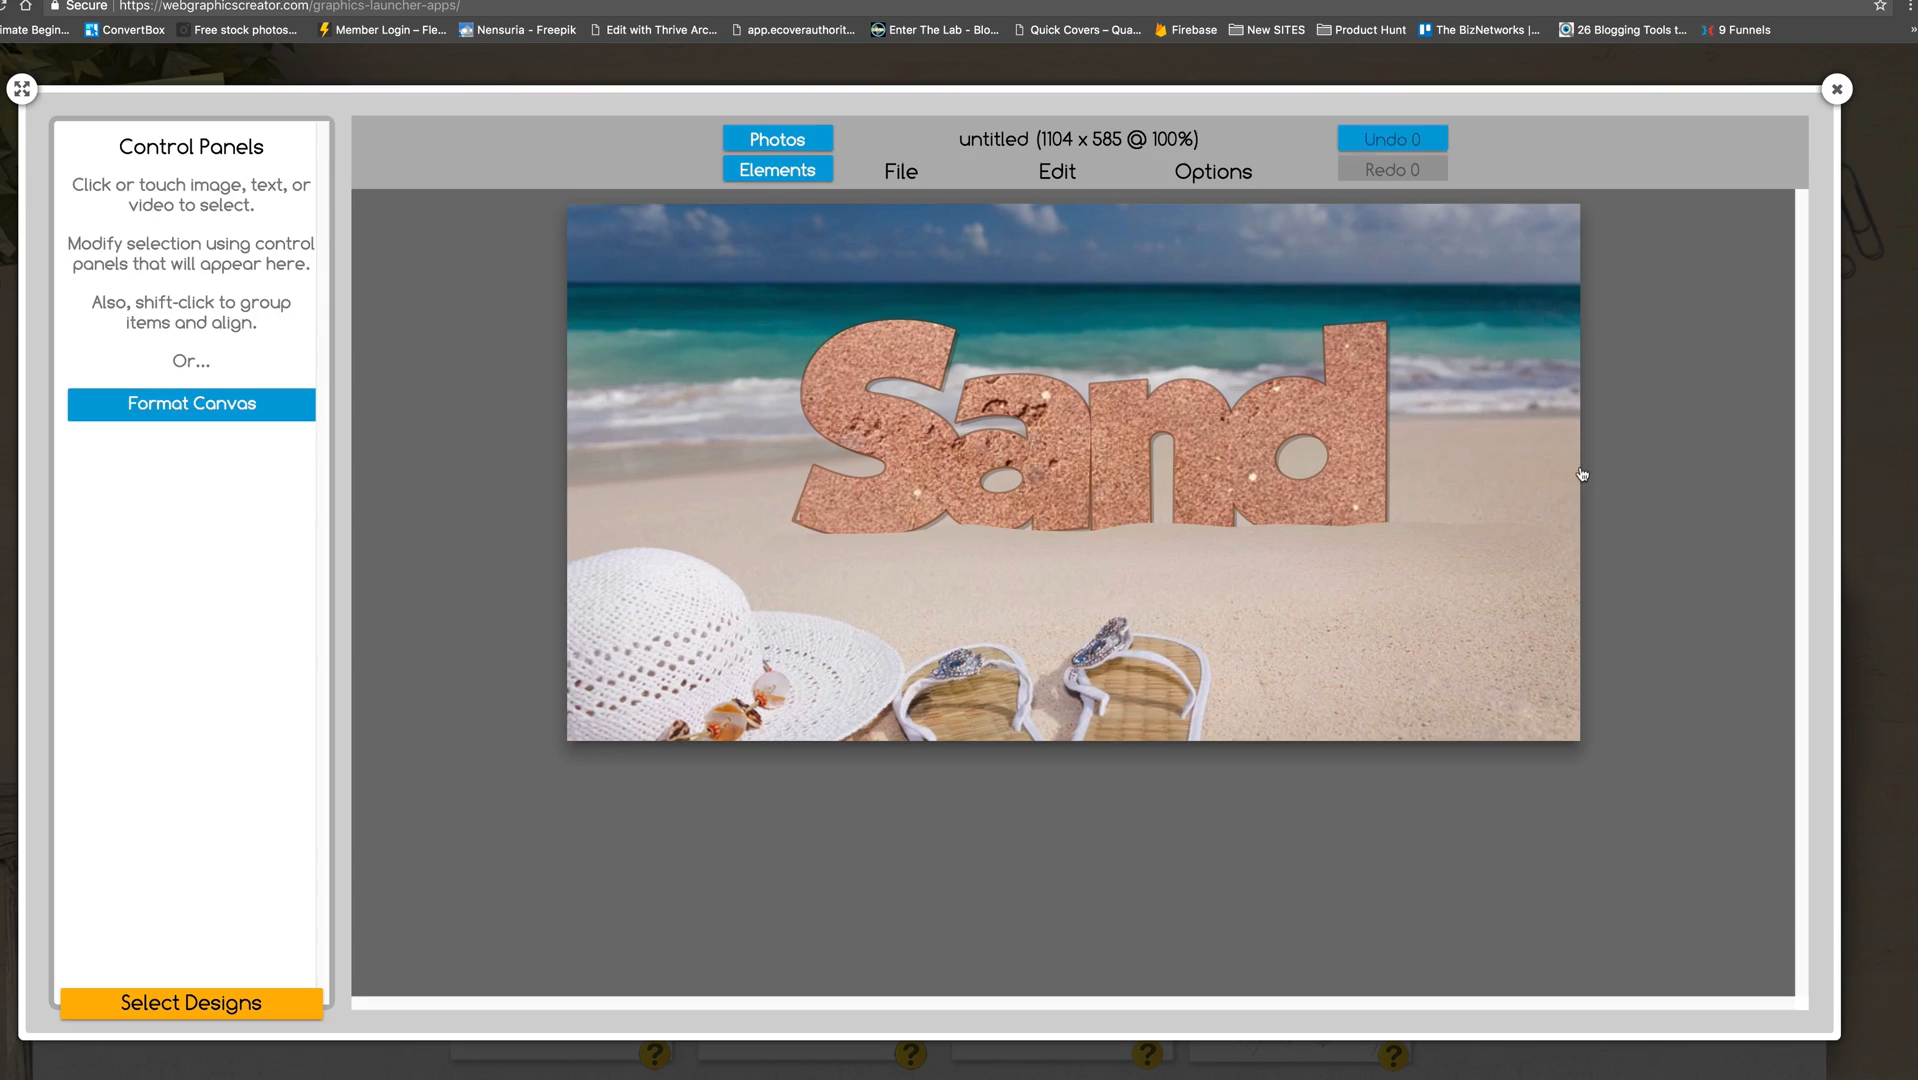 Secure
https://webgraphicscreator.com/graphics-launcher-apps/
imate Begin...
ConvertBox
Free stock photos...
Member Login – Fle...
Nensuria - Freepik
Edit with Thrive Arc...
app.ecoverauthorit...
Enter The Lab - Blo...
Quick Covers – Qua...
Firebase
New SITES
Product Hunt
The BizNetworks |...
26 Blogging Tools t...
9 Funnels
»
Control Panels
Click or touch image, text, or
video to select.
Modify selection using control
panels that will appear here.
Also, shift-click to group
items and align.
Or...
Format Canvas
Select Designs
Photos
Elements
untitled (1104 x 585 @ 100%)
File
Edit
Options
Undo 0
Redo 0
Sand
?
?
?
?